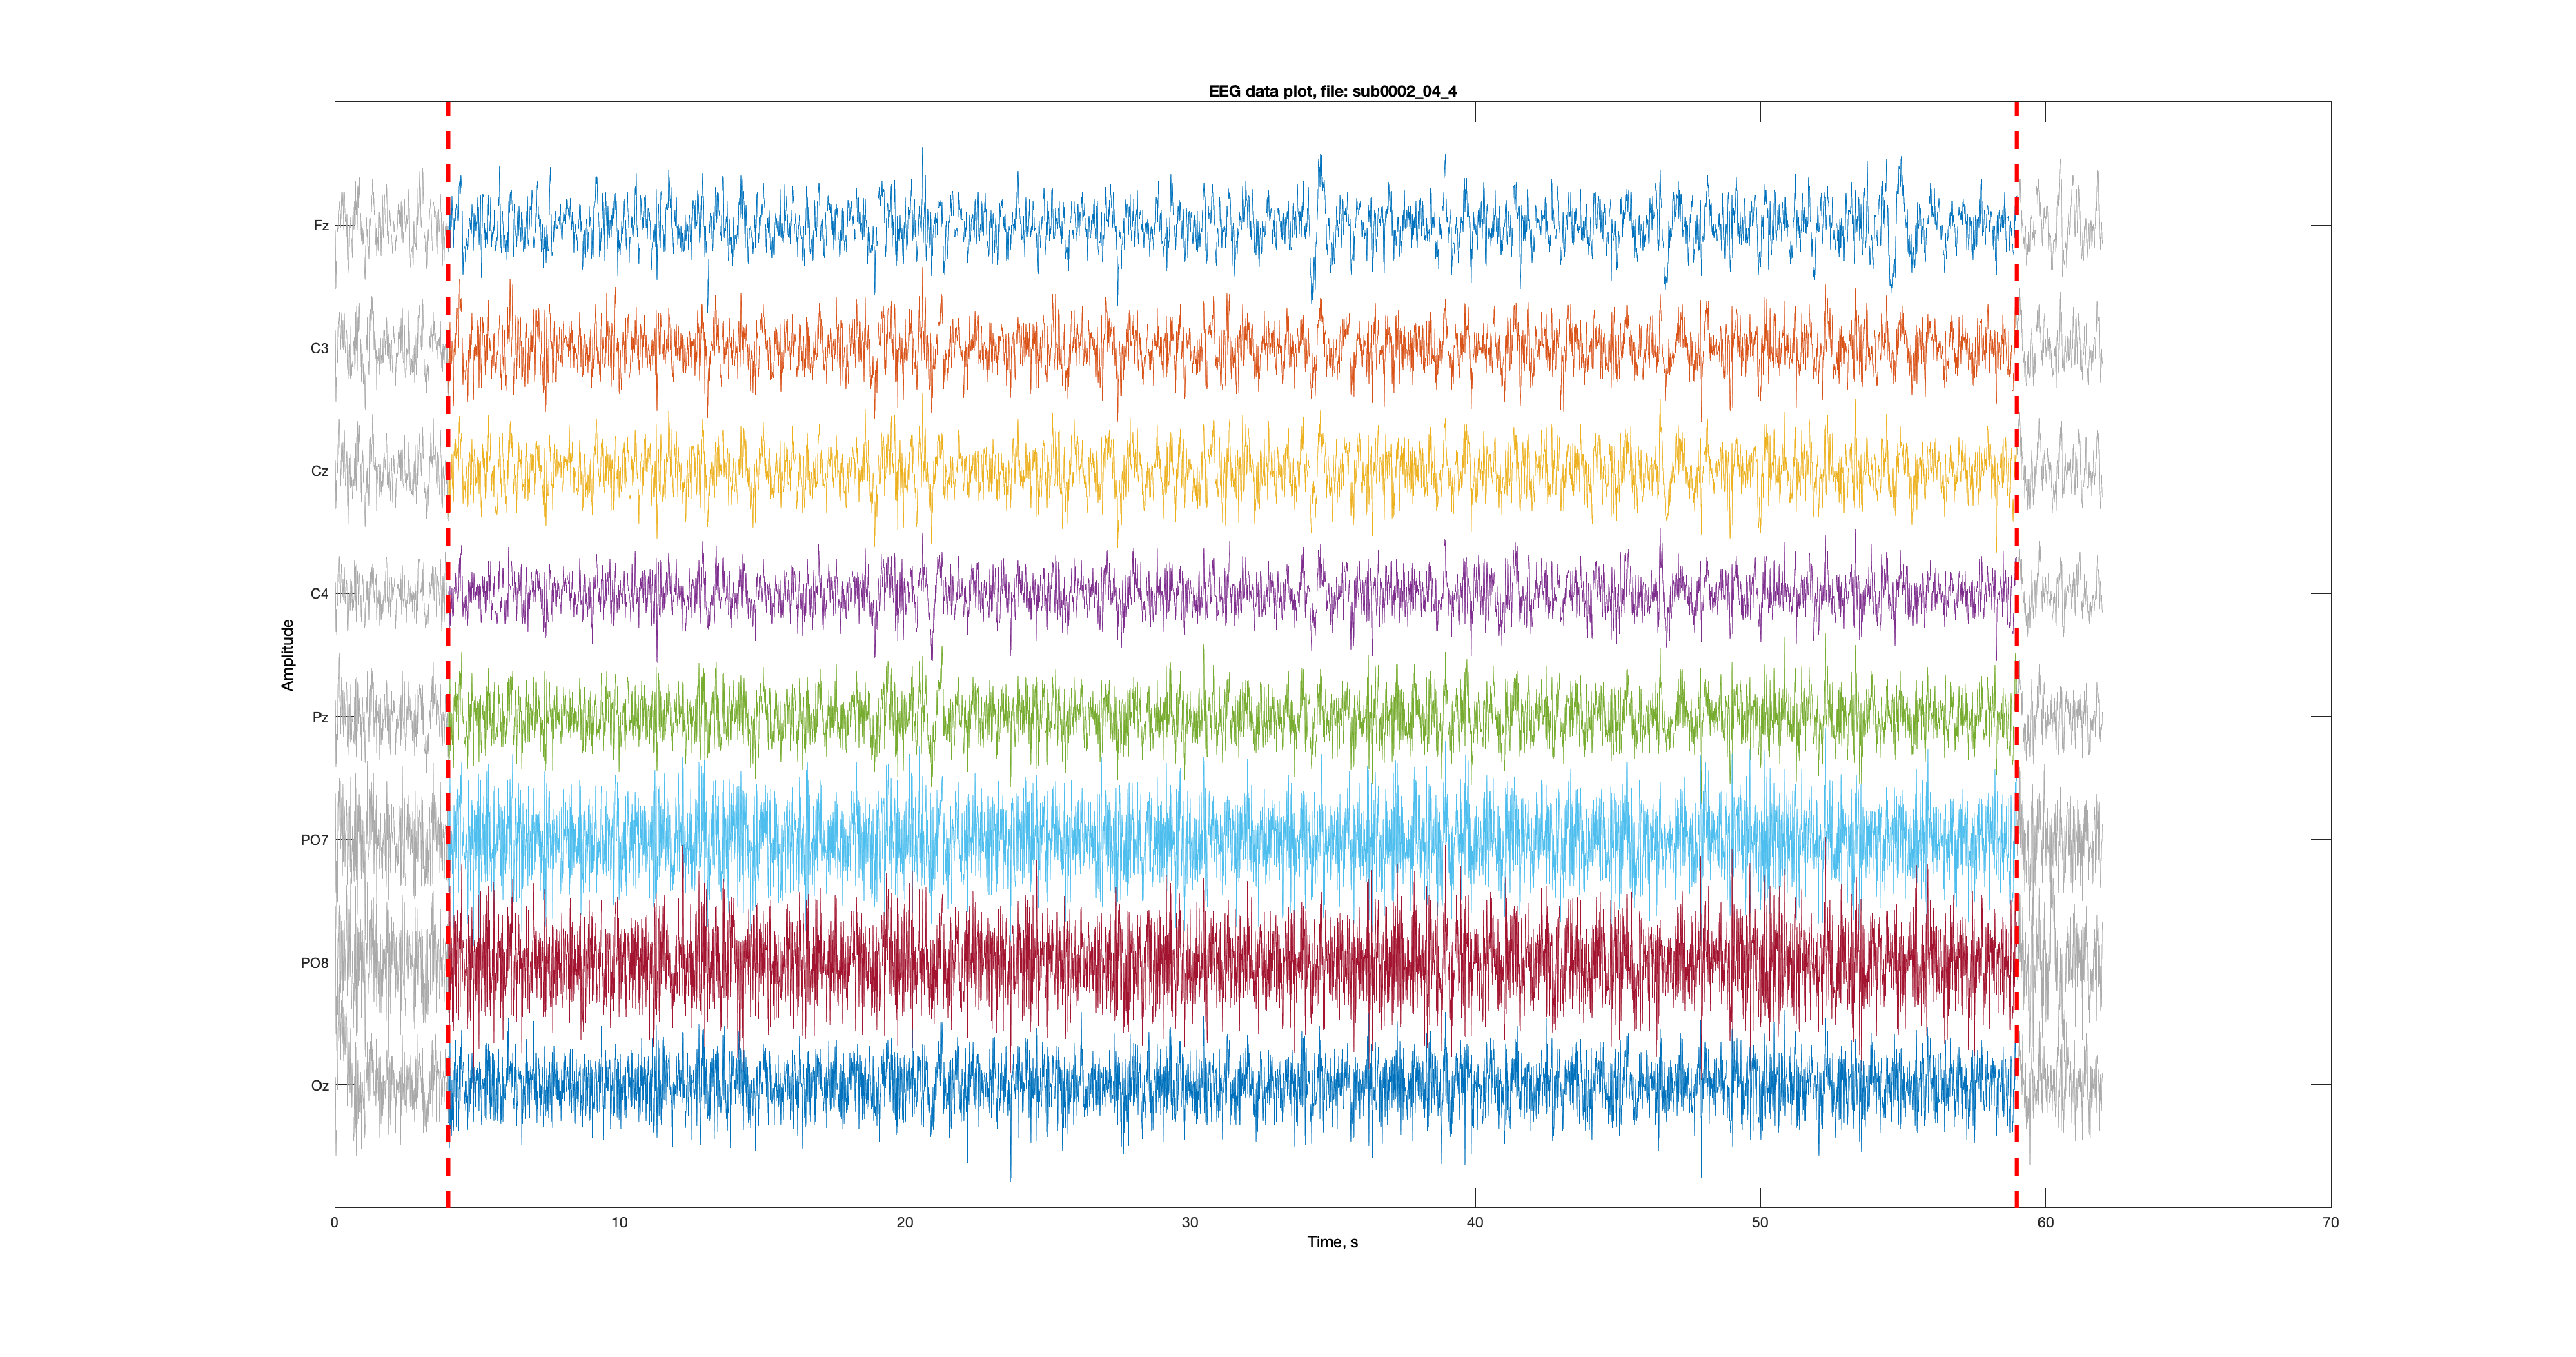 EEG data plot, file: sub0002_04_4
Fz
C3
Cz
C4
Pz
PO7
PO8
Oz
Amplitude
0 10 20 30 40 50 60 70
Time, s